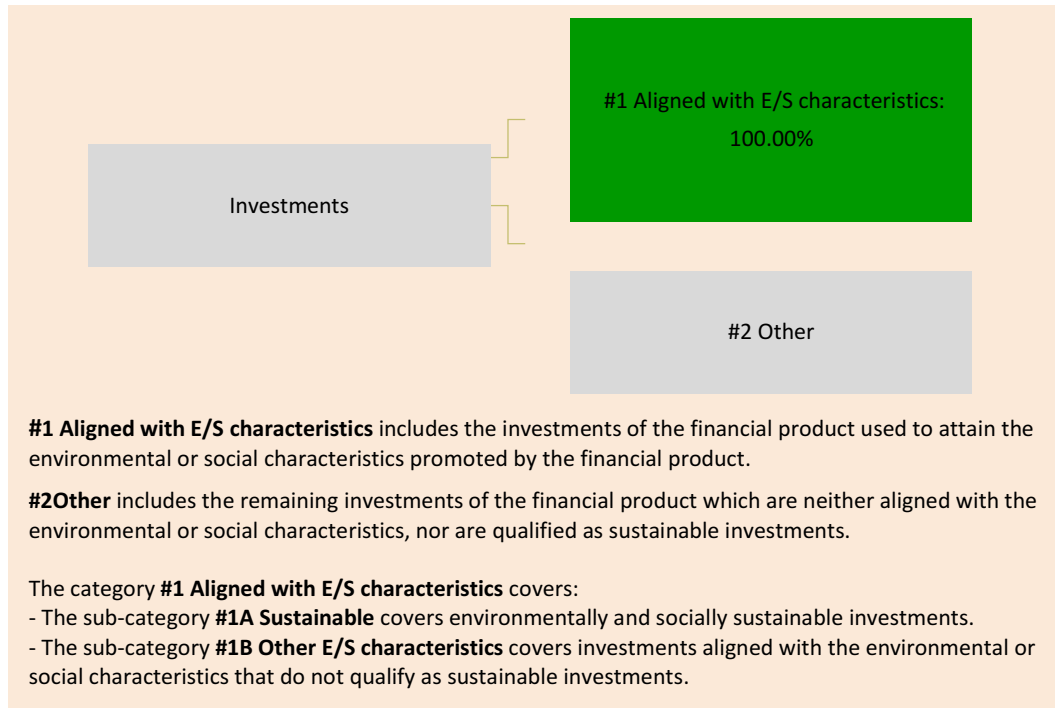 #1 Aligned with E/S characteristics:
100.00%
Investments
#2 Other
#1 Aligned with E/S characteristics includes the investments of the financial product used to attain the
environmental or social characteristics promoted by the financial product.
#2Other includes the remaining investments of the financial product which are neither aligned with the
environmental or social characteristics, nor are qualified as sustainable investments.
The category #1 Aligned with E/S characteristics covers:
- The sub-category #1A Sustainable covers environmentally and socially sustainable investments.
- The sub-category #1B Other E/S characteristics covers investments aligned with the environmental or
social characteristics that do not qualify as sustainable investments.